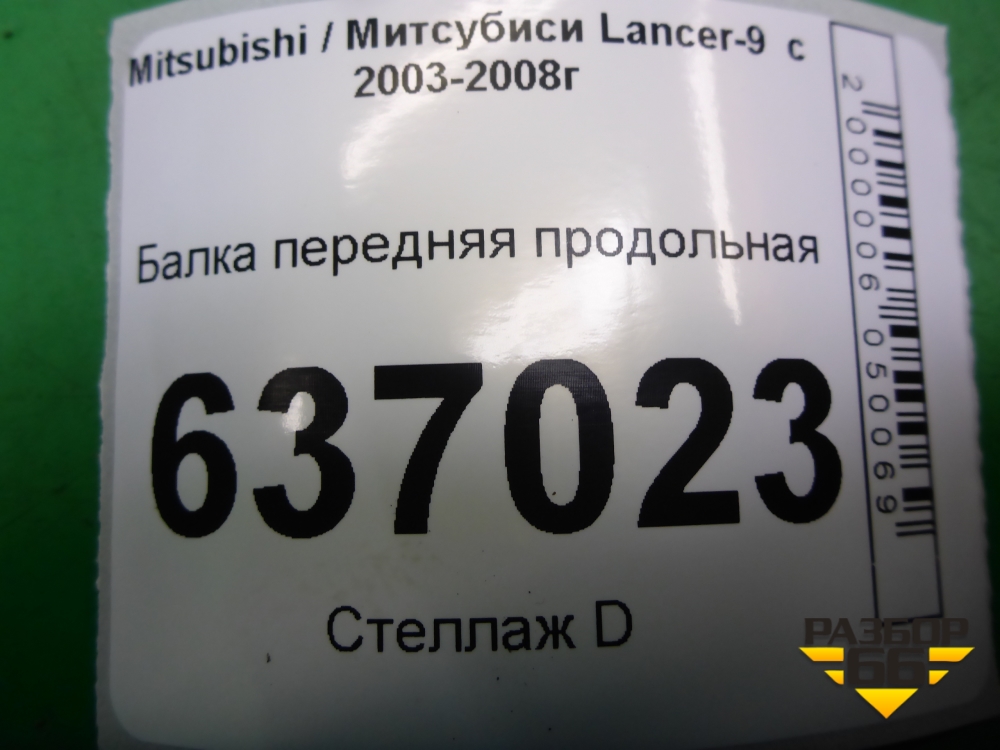 Mitsubishi / Митсубиси Lancer-9 с
2003-2008г
Балка передняя продольная
637023
Стеллаж D
2000006050069
РАЗБОР
66